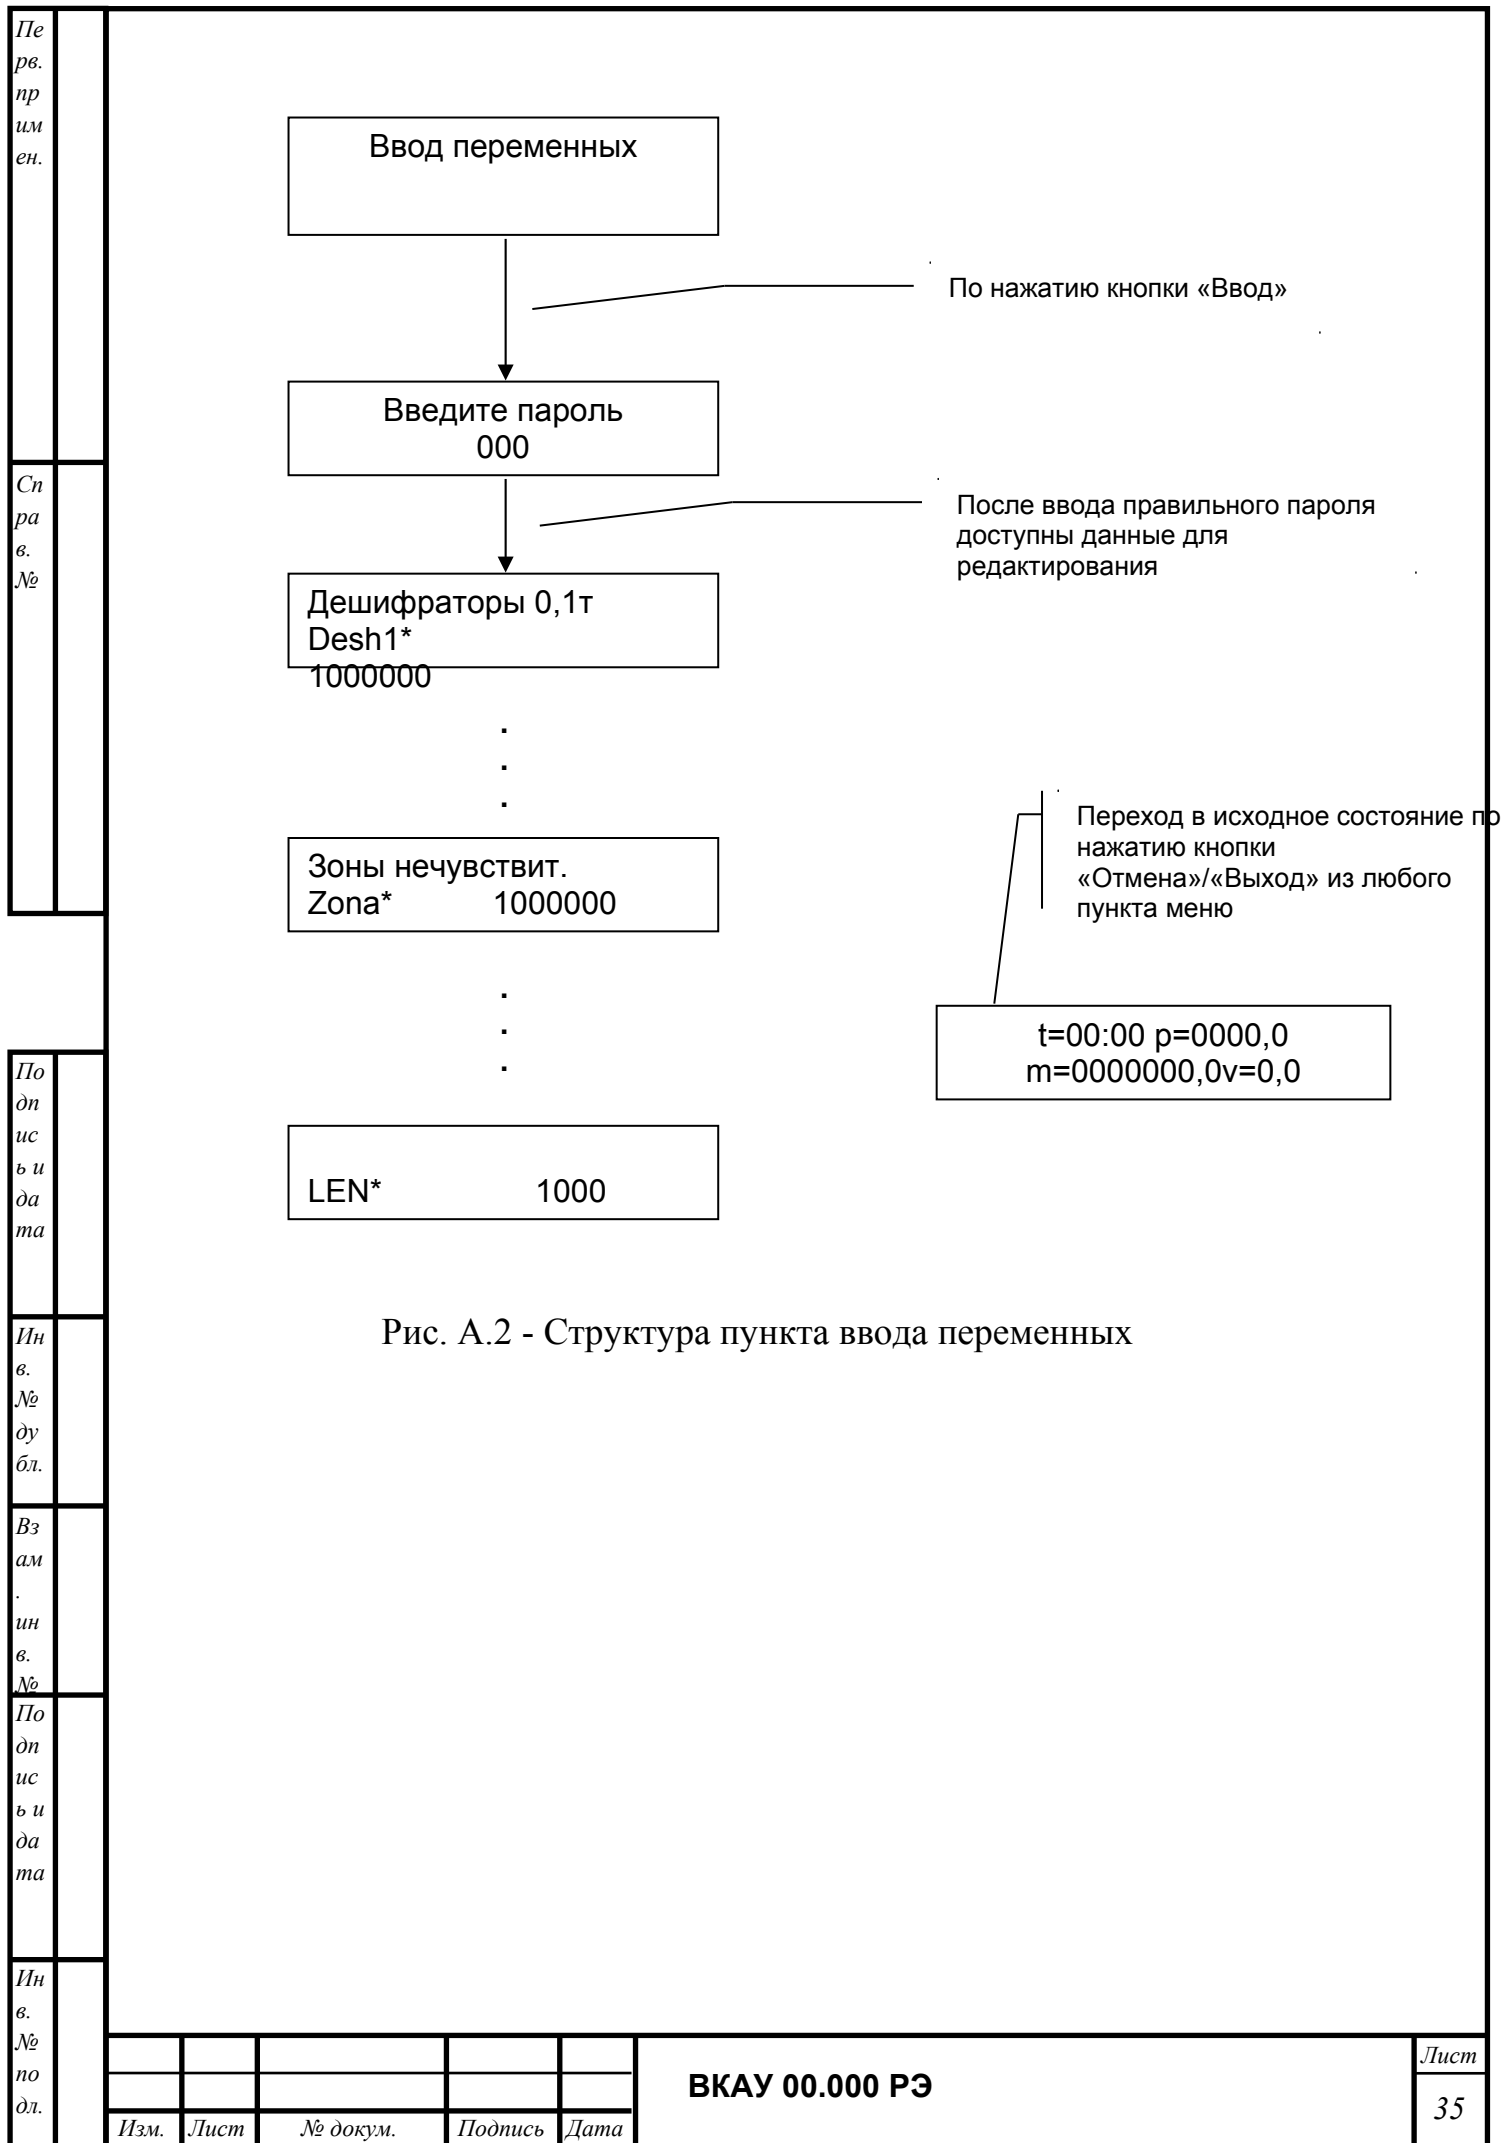 Пе
рв.
пр
им
ен.
Ввод переменных
По нажатию кнопки «Ввод»
Введите пароль
000
Сп
ра
в.
№
После ввода правильного пароля
доступны данные для
редактирования
Дешифраторы 0,1т
Desh1*
1000000
.
.
.
Переход в исходное состояние по
нажатию кнопки
«Отмена»/«Выход» из любого
пункта меню
Зоны нечувствит.
Zona* 1000000
.
.
.
t=00:00 p=0000,0
m=0000000,0v=0,0
По
дп
ис
ь и
да
та
LEN* 1000
Рис. А.2 - Структура пункта ввода переменных
Ин
в.
№
ду
бл.
Вз
ам
.
ин
в.
№
По
дп
ис
ь и
да
та
Ин
в.
№
по
дл.
Изм. Лист № докум. Подпись Дата
ВКАУ 00.000 РЭ
Лист
35